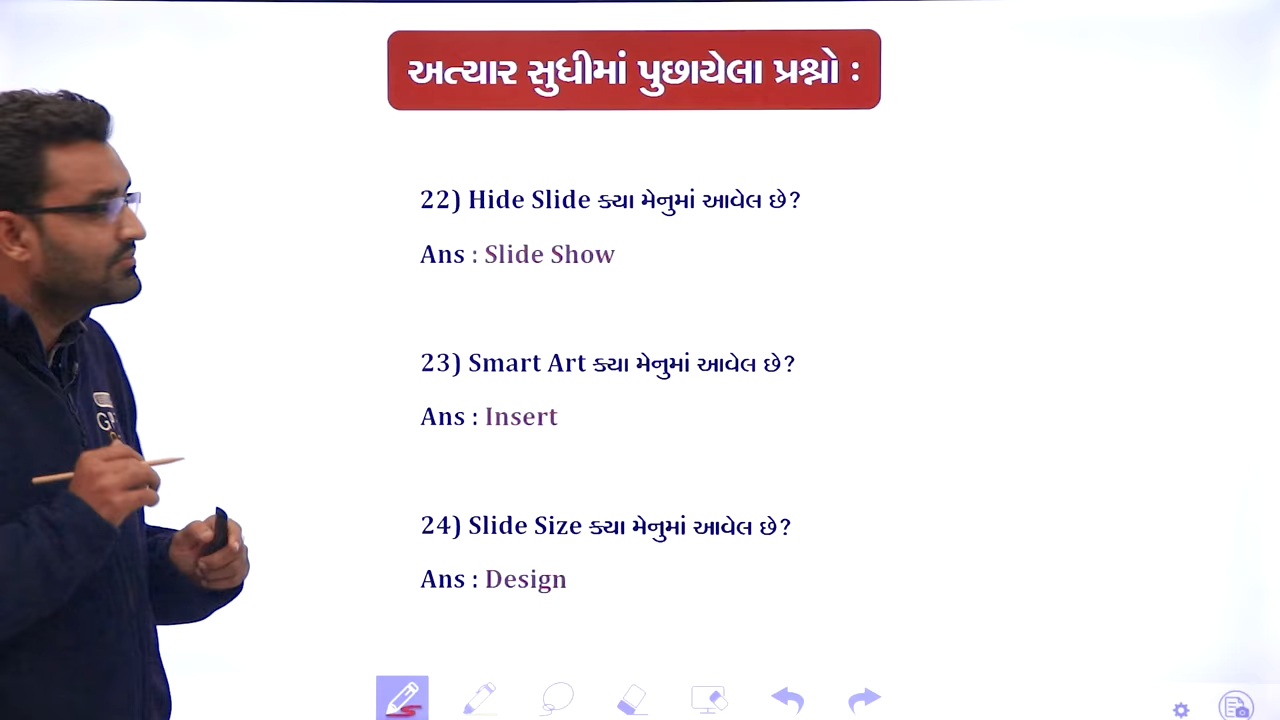 અત્યાર સુધીમાં પુછાયેલા પ્રશ્નો :
22) Hide Slide ક્યા મેનુમાં આવેલ છે?
Ans : Slide Show
23) Smart Art ક્યા મેનુમાં આવેલ છે?
Ans : Insert
24) Slide Size ક્યા મેનુમાં આવેલ છે?
Ans : Design